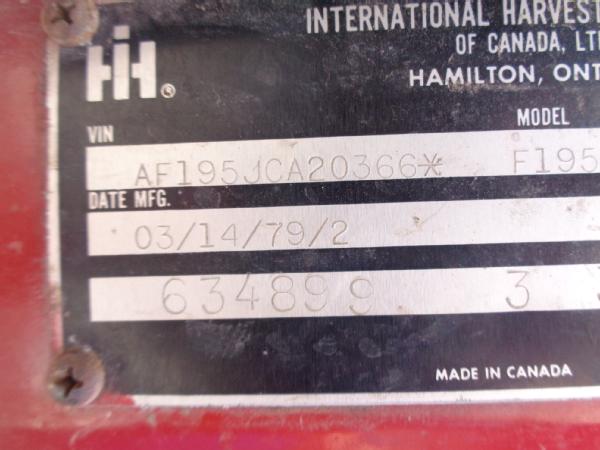 INTERNATIONAL HARVEST
OF CANADA, LT
HAMILTON, ONT
IH®
VIN
MODEL
AF195JCA20366* F195
DATE MFG.
03/14/79/2
634899 3
MADE IN CANADA